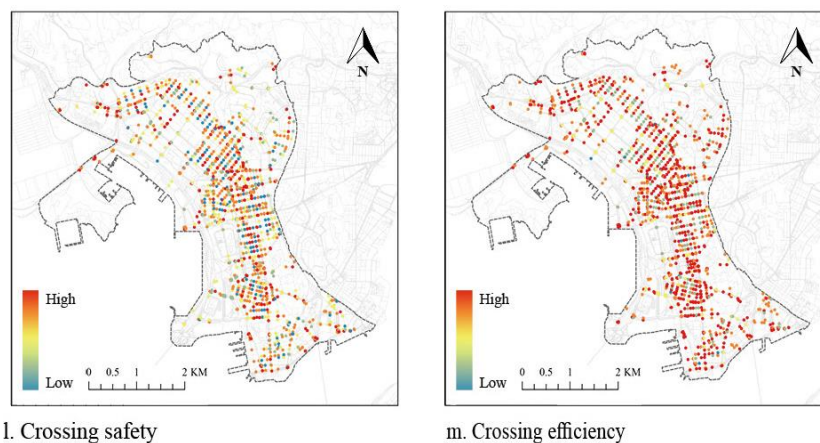 N
High
Low
0 0.5 1 2 KM
l. Crossing safety
N
High
Low
0 0.5 1 2 KM
m. Crossing efficiency